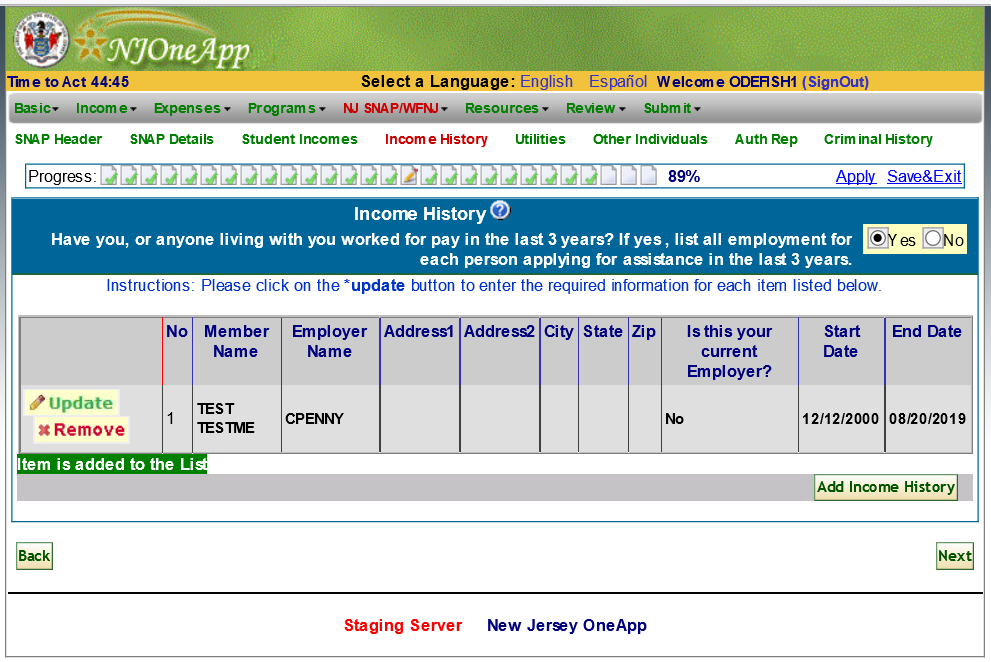 NJOneApp
Time to Act 44:45 Select a Language: English Español Welcome ODEFISH1 (SignOut)
Basic Income Expenses Programs NJ SNAP/WFNJ Resources Review Submit
SNAP Header SNAP Details Student Incomes Income History Utilities Other Individuals Auth Rep Criminal History
Progress: 89% Apply Save&Exit
Income History ?
Have you, or anyone living with you worked for pay in the last 3 years? If yes, list all employment for Yes No
each person applying for assistance in the last 3 years.
Instructions: Please click on the *update button to enter the required information for each item listed below.
No Member Employer Address1 Address2 City State Zip Is this your Start End Date
Name Name current Date
Employer?
Update
1 TEST CPENNY No 12/12/2000 08/20/2019
TESTME
Remove
Item is added to the List
Add Income History
Back Next
Staging Server New Jersey OneApp